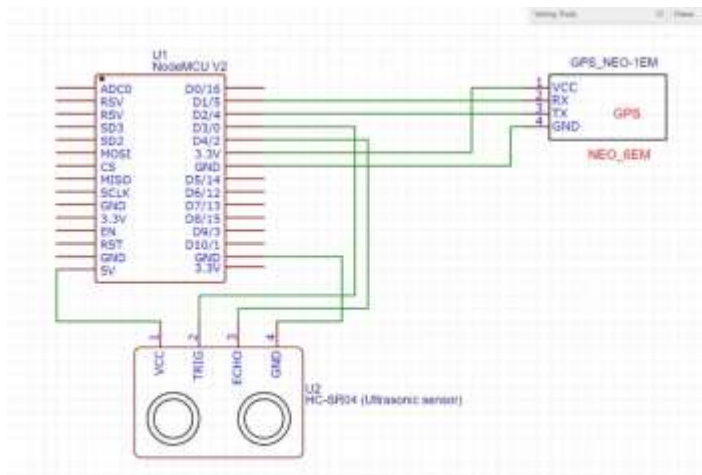 U1
NodeMCU V2
ADC0
RSV
RSV
SD3
SD2
MOSI
CS
MISO
SCLK
GND
3.3V
EN
RST
GND
5V
D0/16
D1/5
D2/4
D3/0
D4/2
3.3V
GND
D5/14
D6/12
D7/13
D8/15
D9/3
D10/1
GND
3.3V
GPS_NEO-1EM
1 VCC
2 RX
3 TX
4 GND
GPS
NEO_6EM
1 2 3 4
VCC
TRIG
ECHO
GND
U2
HC-SR04 (Ultrasonic sensor)